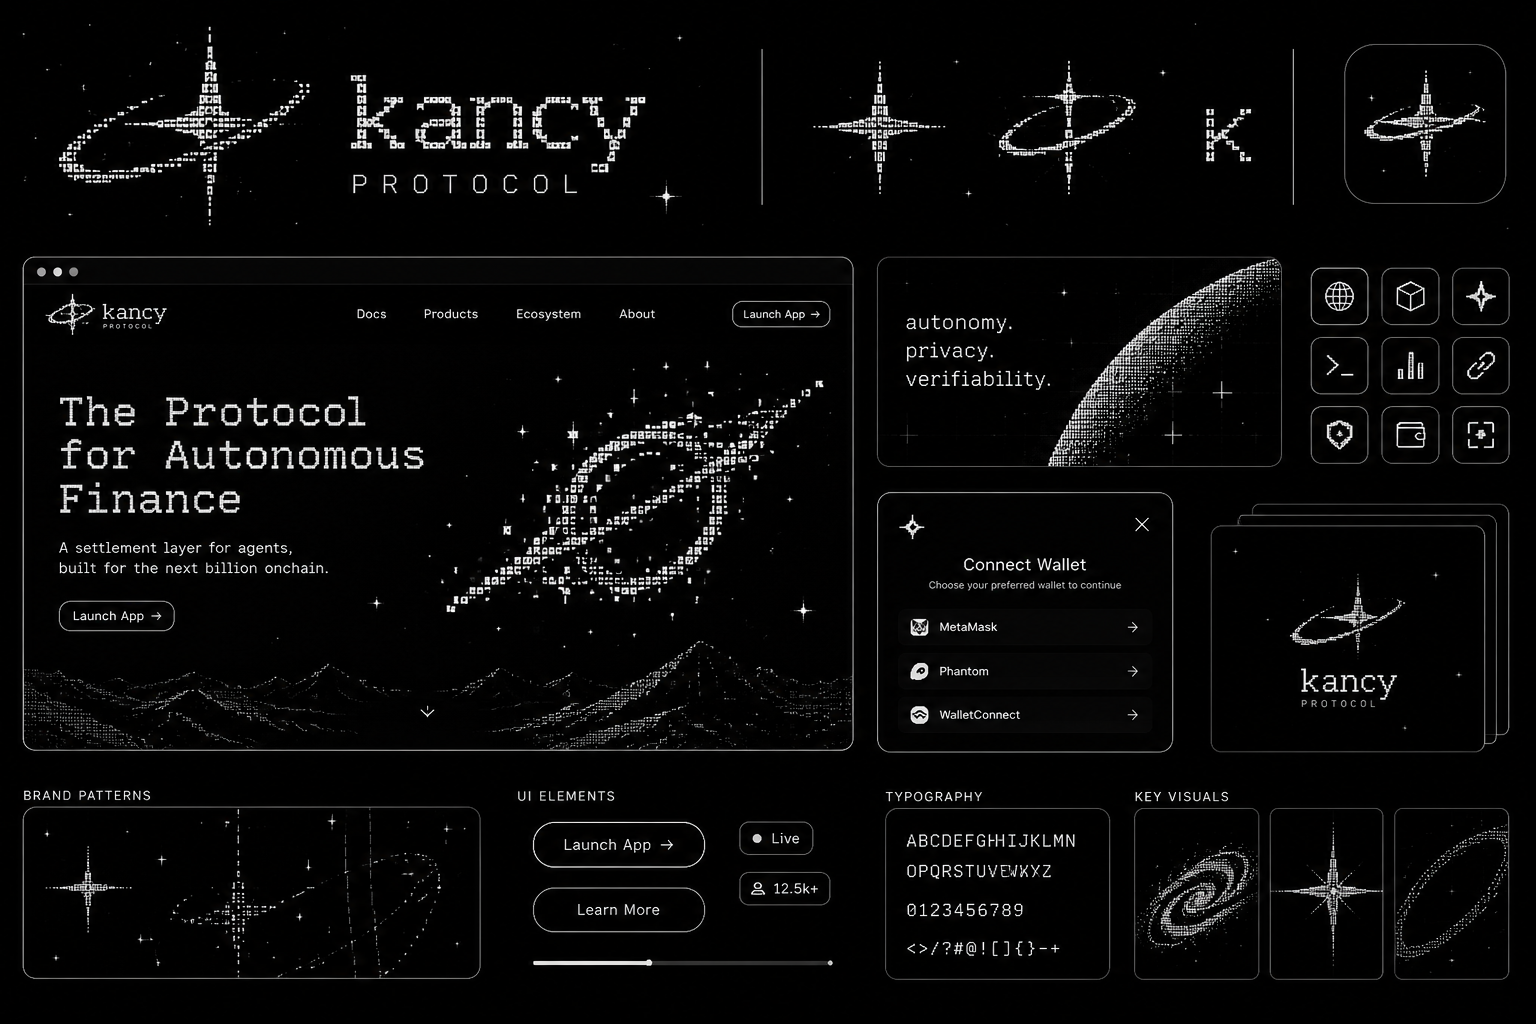 kancy
PROTOCOL
K
kancy
PROTOCOL
Docs
Products
Ecosystem
About
Launch App →
The Protocol
for Autonomous
Finance
A settlement layer for agents,
built for the next billion onchain.
Launch App →
autonomy.
privacy.
verifiability.
Connect Wallet
Choose your preferred wallet to continue
MetaMask
Phantom
WalletConnect
kancy
PROTOCOL
BRAND PATTERNS
UI ELEMENTS
Launch App →
Learn More
Live
12.5k+
TYPOGRAPHY
ABCDEFGHHIJKLMN
OPQRSTUVEWKXYZ
0123456789
<>/?#@![]{}-+
KEY VISUALS